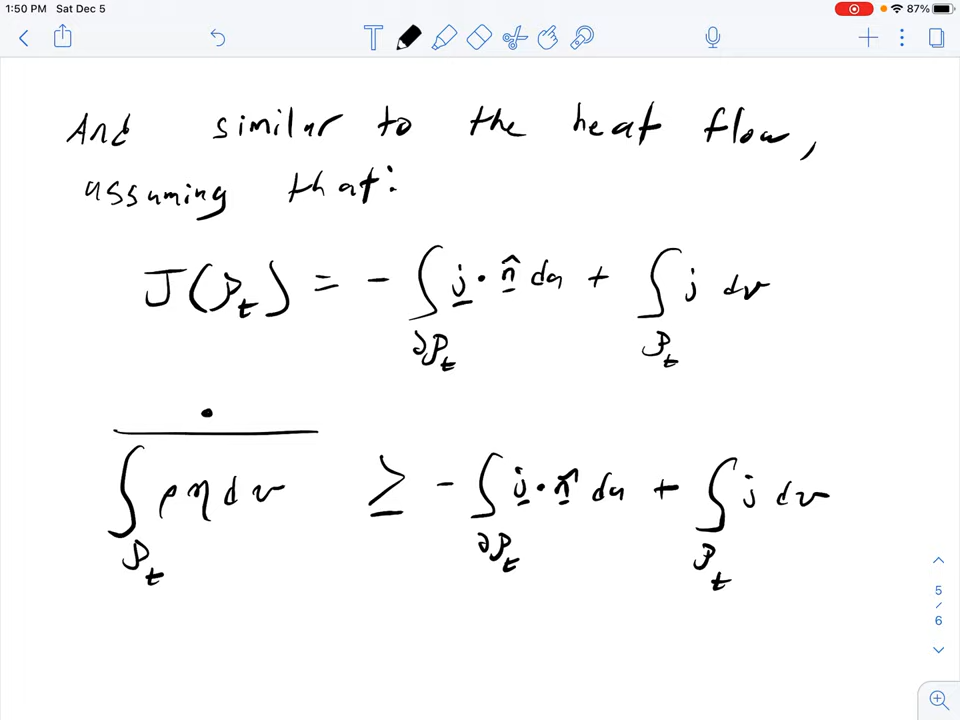 1:50 PM Sat Dec 5 87%
And similar to the heat flow,
assuming that:
J(𝒫_t) = - ∫_{∂𝒫_t} j̲ · n̲̂ da + ∫_{𝒫_t} j dv
\dot{\overline{∫_{𝒫_t} ρη dv}} ≥ - ∫_{∂𝒫_t} j̲ · n̲̂ da + ∫_{𝒫_t} j dv
5
/
6